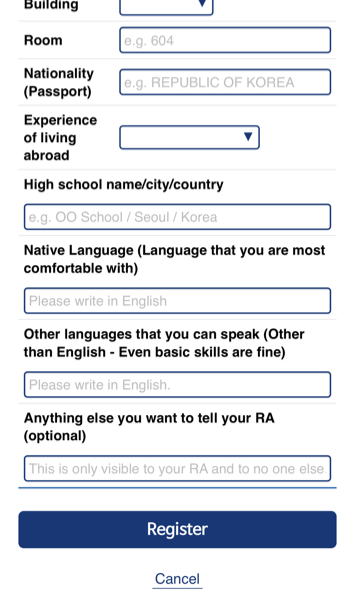 Building
Room
e.g. 604
Nationality
(Passport)
e.g. REPUBLIC OF KOREA
Experience
of living
abroad
High school name/city/country
e.g. OO School / Seoul / Korea
Native Language (Language that you are most
comfortable with)
Please write in English
Other languages that you can speak (Other
than English - Even basic skills are fine)
Please write in English.
Anything else you want to tell your RA
(optional)
This is only visible to your RA and to no one else
Register
Cancel